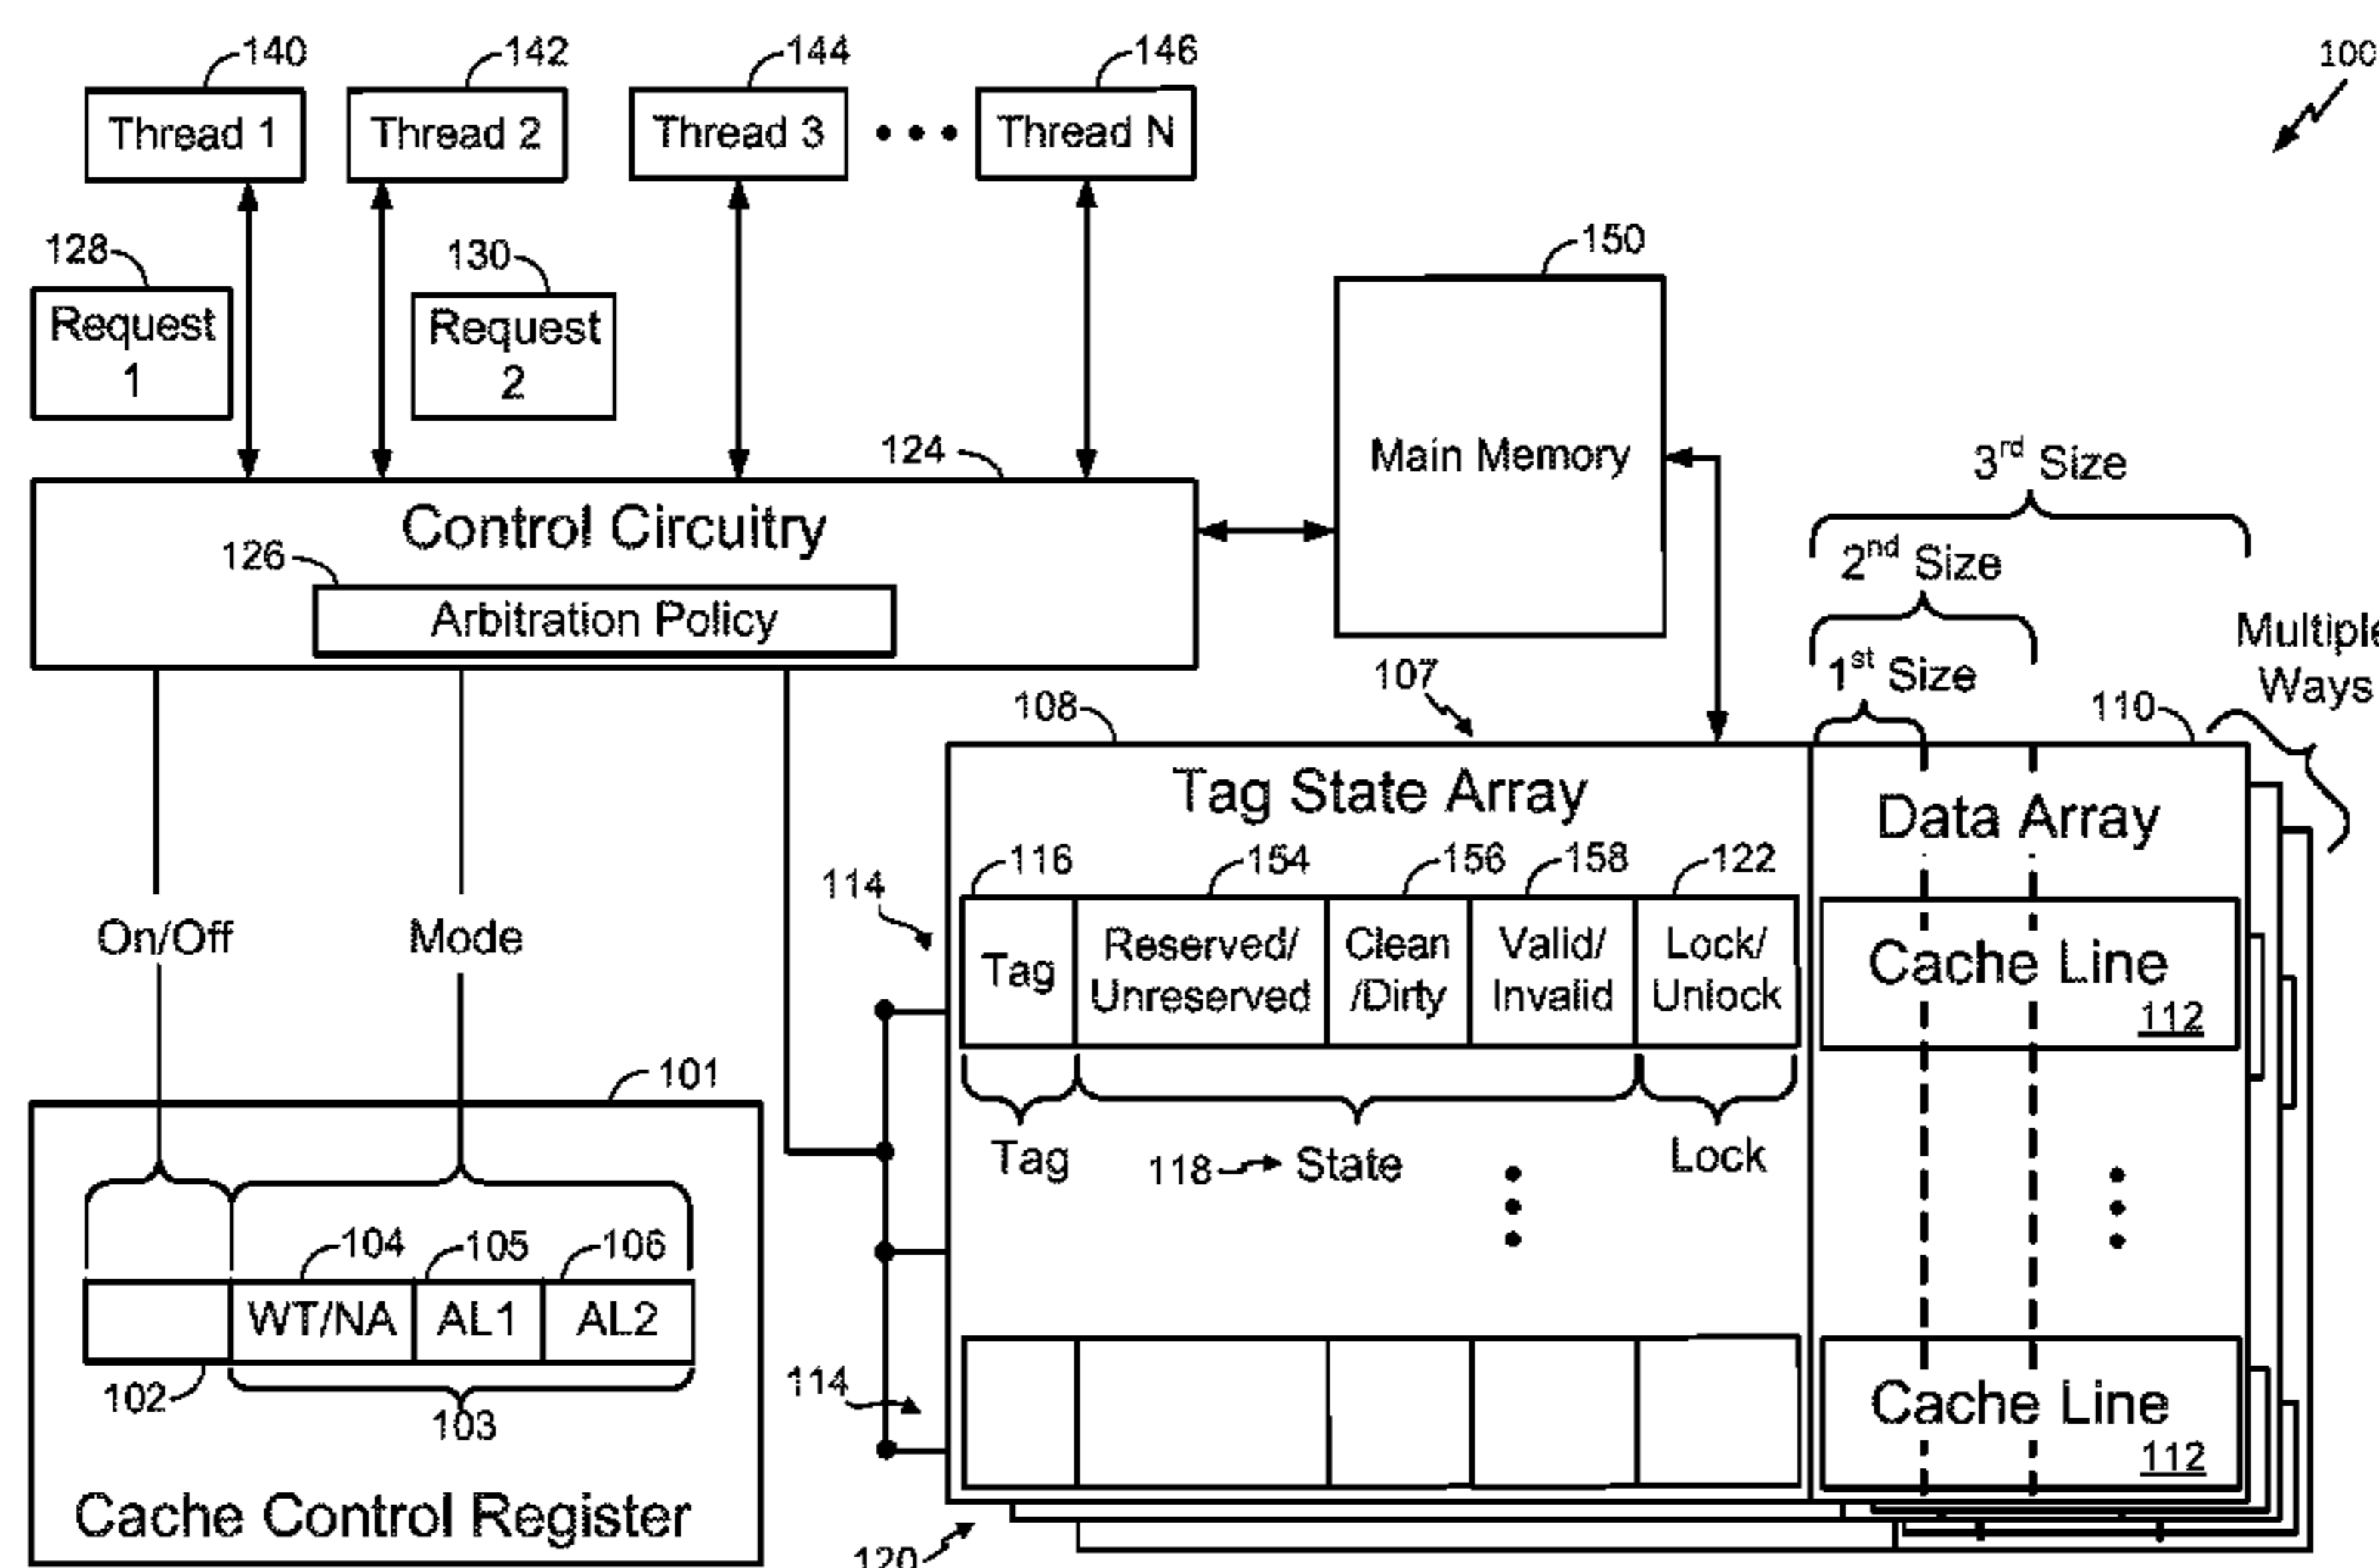 140
142
144
146
100
Thread 1
Thread 2
Thread 3
• • •
Thread N
128
130
150
Request
1
Request
2
Main Memory
124
Control Circuitry
126
Arbitration Policy
3rd Size
2nd Size
1st Size
Multiple
Ways
107
108
110
Tag State Array
Data Array
114
116
154
156
158
122
On/Off
Mode
Tag
Reserved/
Unreserved
Clean
/Dirty
Valid/
Invalid
Lock/
Unlock
Cache Line
112
Tag
118
State
Lock
101
104
105
106
WT/NA
AL1
AL2
102
103
114
Cache Line
112
Cache Control Register
120